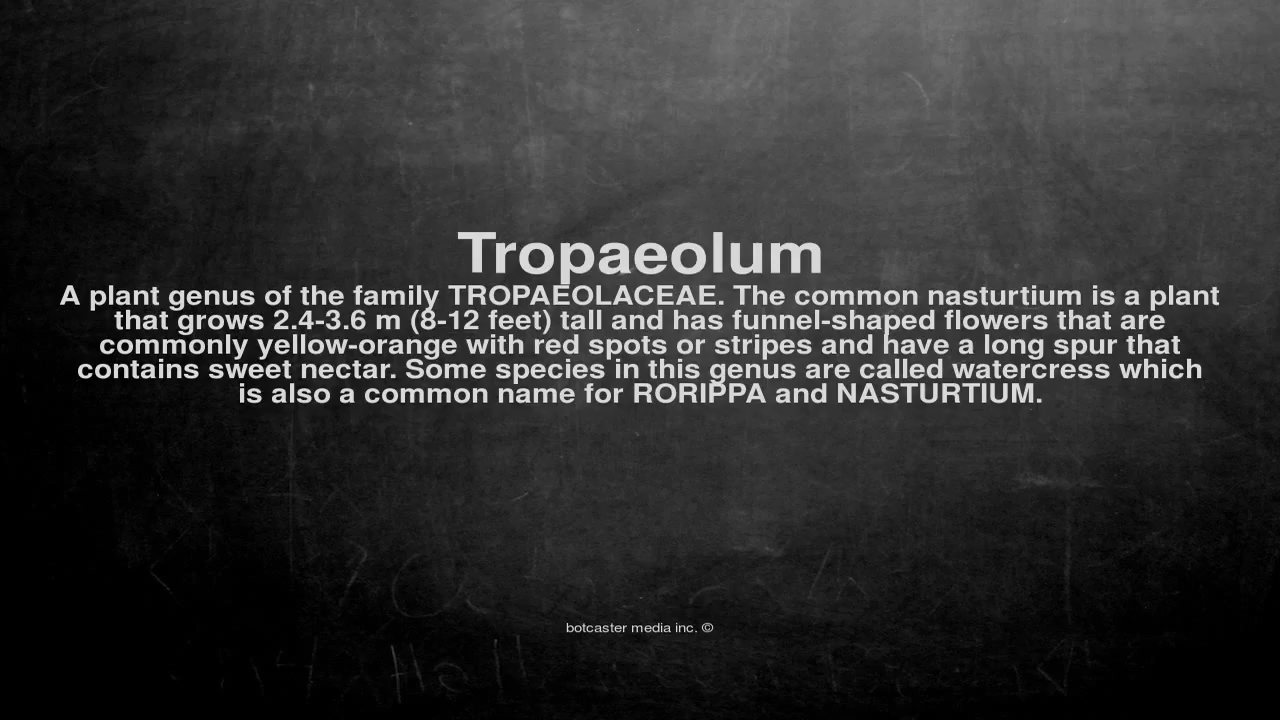 Tropaeolum
A plant genus of the family TROPAEOLACEAE. The common nasturtium is a plant
that grows 2.4-3.6 m (8-12 feet) tall and has funnel-shaped flowers that are
commonly yellow-orange with red spots or stripes and have a long spur that
contains sweet nectar. Some species in this genus are called watercress which
is also a common name for RORIPPA and NASTURTIUM.
botcaster media inc. ©